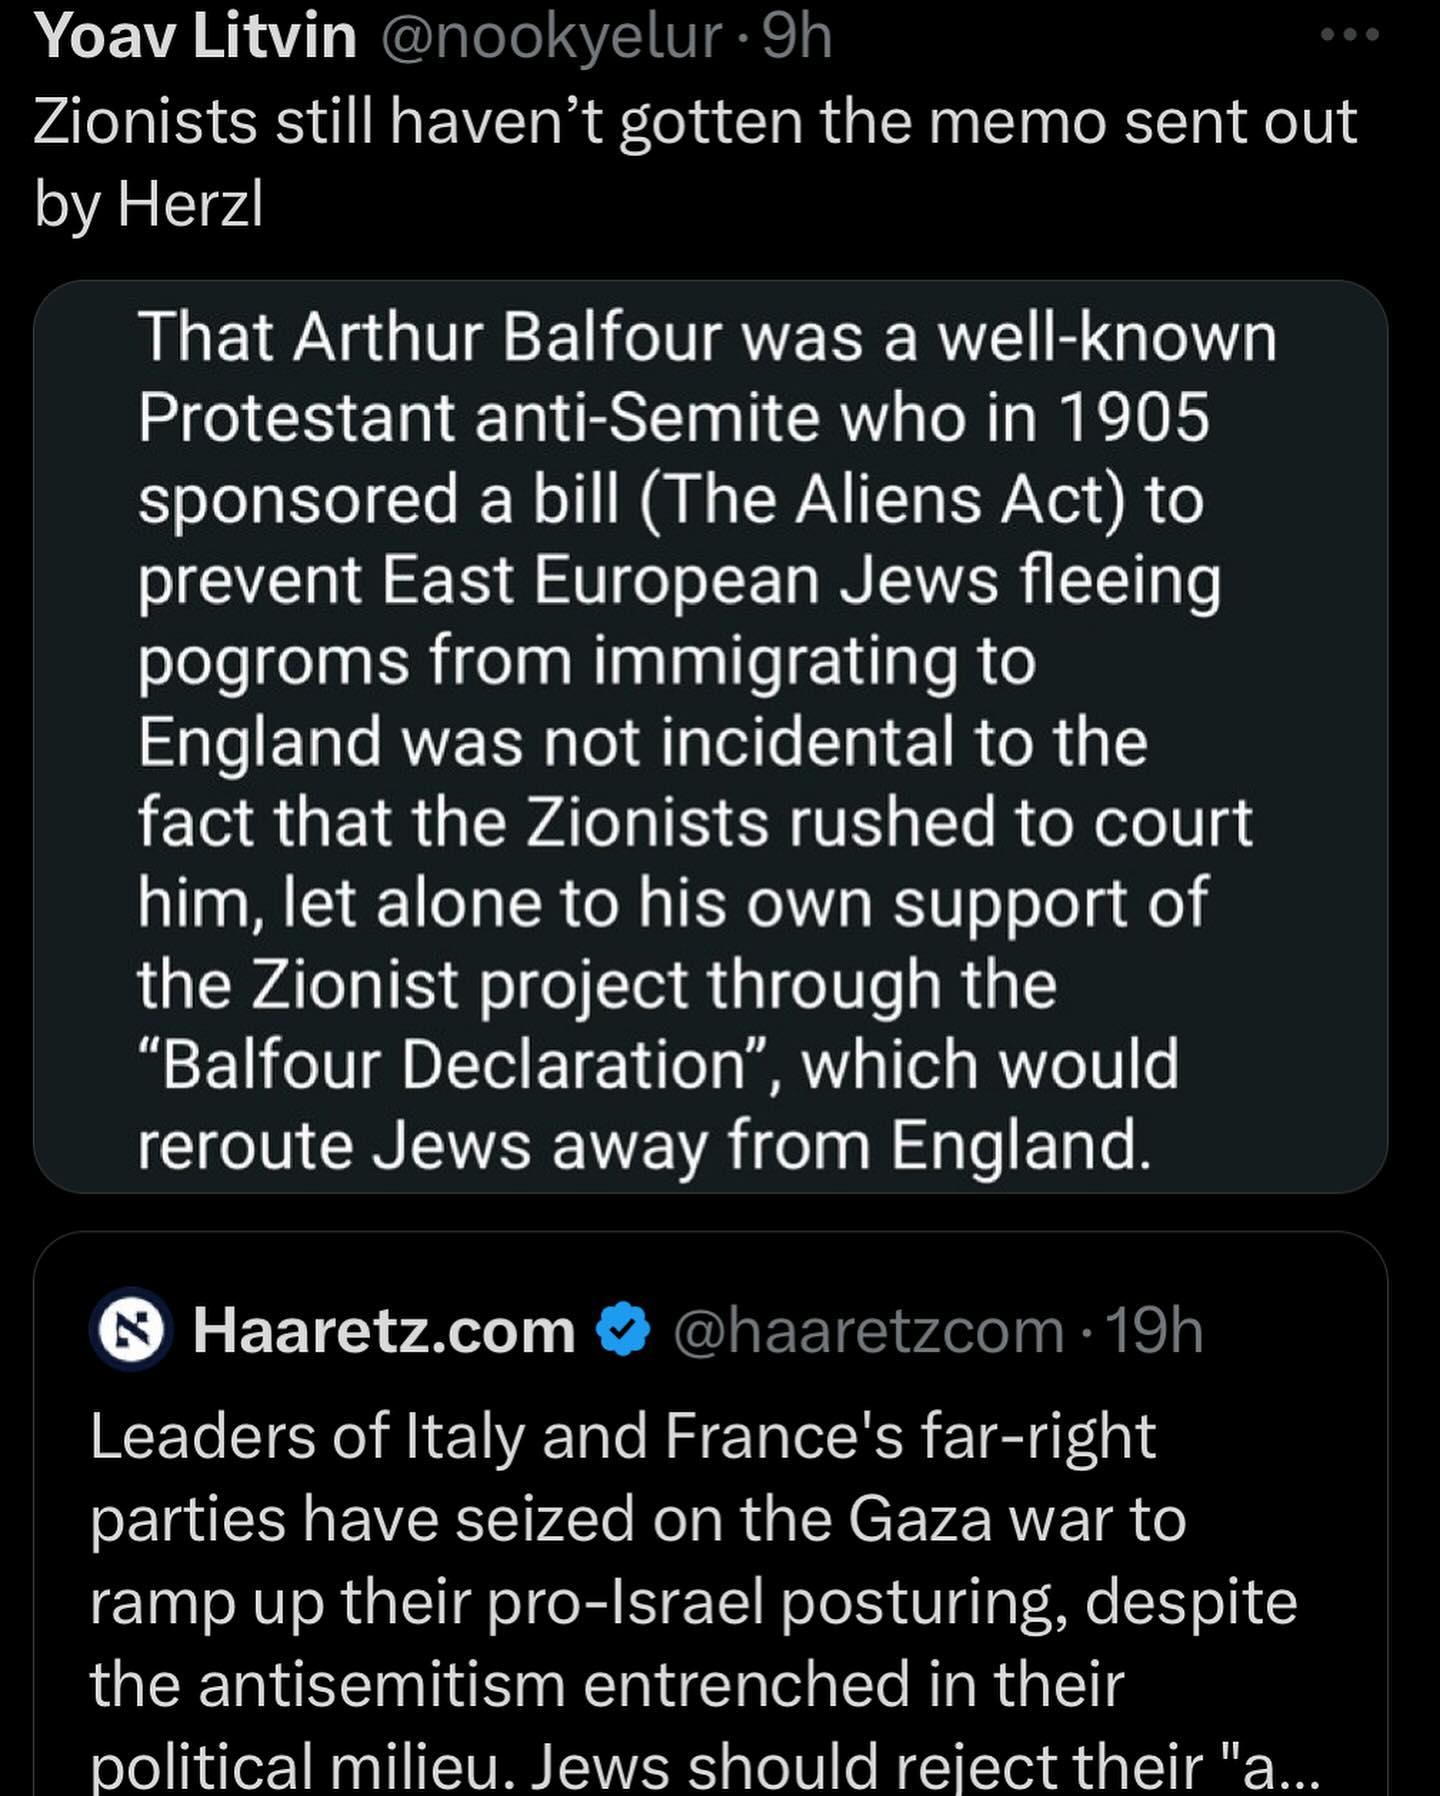 Yoav Litvin @nookyelur · 9h
Zionists still haven’t gotten the memo sent out
by Herzl
That Arthur Balfour was a well-known
Protestant anti-Semite who in 1905
sponsored a bill (The Aliens Act) to
prevent East European Jews fleeing
pogroms from immigrating to
England was not incidental to the
fact that the Zionists rushed to court
him, let alone to his own support of
the Zionist project through the
“Balfour Declaration”, which would
reroute Jews away from England.
Haaretz.com @haaretzcom · 19h
Leaders of Italy and France's far-right
parties have seized on the Gaza war to
ramp up their pro-Israel posturing, despite
the antisemitism entrenched in their
political milieu. Jews should reject their "a...